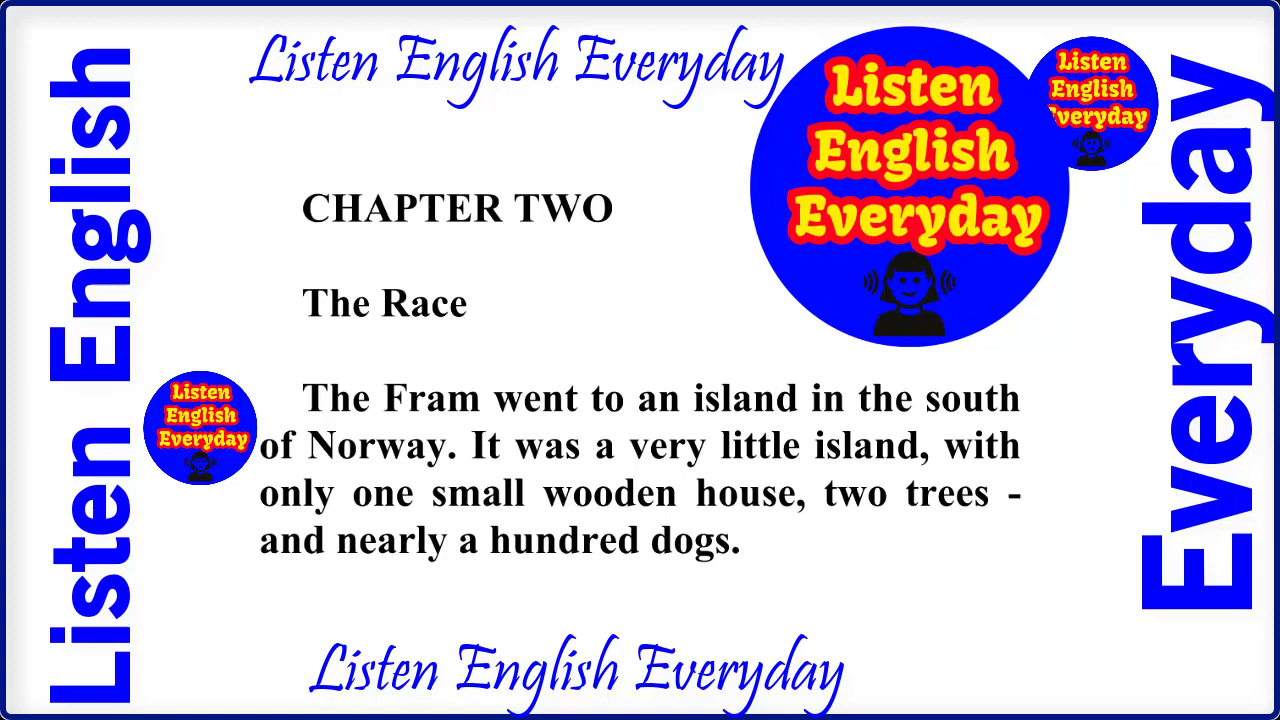 Listen English Everyday
Listen
English
Everyday
Listen
English
Everyday
Listen English
Everyday
CHAPTER TWO
The Race
The Fram went to an island in the south
of Norway. It was a very little island, with
only one small wooden house, two trees -
and nearly a hundred dogs.
Listen
English
Everyday
Listen English Everyday